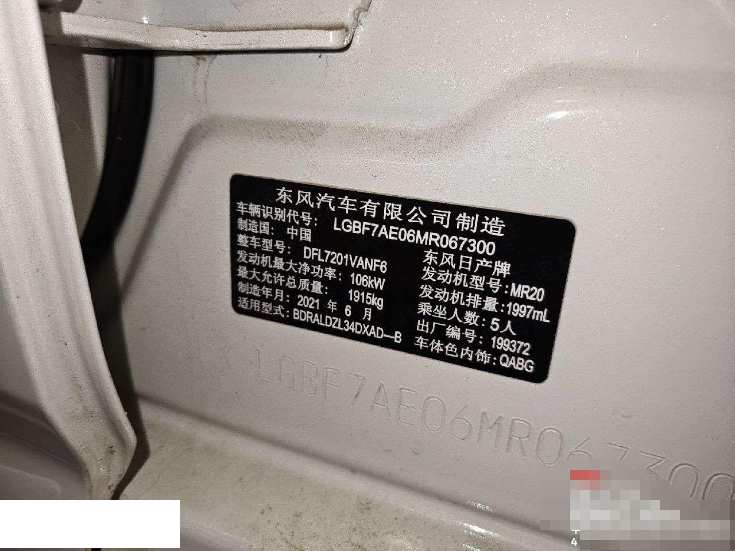 东风汽车有限公司制造
车辆识别代号: LGBF7AE06MR067300
制造国: 中国 东风日产牌
整车型号: DFL7201VANF6 发动机型号: MR20
发动机最大净功率: 106kW 发动机排量: 1997mL
最大允许总质量: 1915kg 乘坐人数: 5人
制造年月: 2021 年 6 月 出厂编号: 199372
适用型式: BDRALDZL34DXAD—B 车体色内饰: QABG
LGBF7AE06MR067300